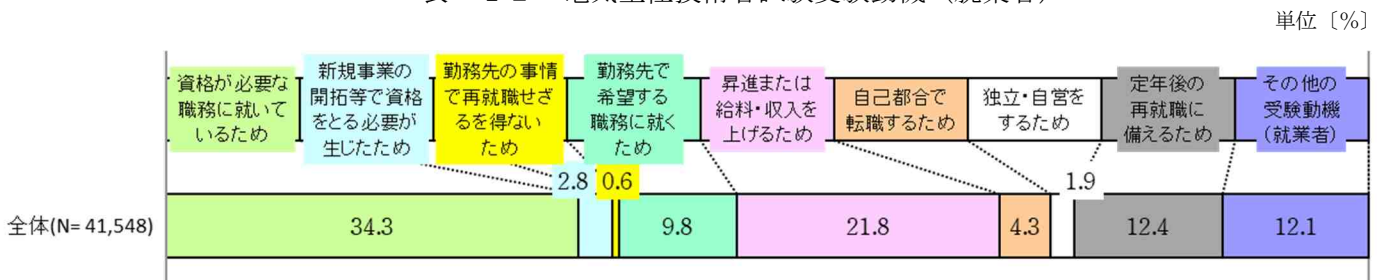 単位〔%〕
資格が必要な
職務に就いて
いるため
新規事業の
開拓等で資格
をとる必要が
生じたため
勤務先の事情
で再就職せざ
るを得ない
ため
勤務先で
希望する
職務に就く
ため
昇進または
給料・収入を
上げるため
自己都合で
転職するため
独立・自営を
するため
定年後の
再就職に
備えるため
その他の
受験動機
(就業者)
2.8 0.6 1.9
全体(N= 41,548) 34.3 9.8 21.8 4.3 12.4 12.1